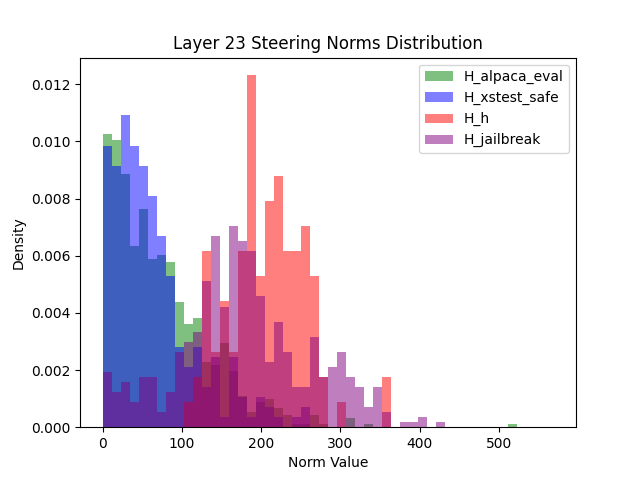 Layer 23 Steering Norms Distribution
H_alpaca_eval
H_xstest_safe
H_h
H_jailbreak
0.012
0.010
0.008
0.006
0.004
0.002
0.000
Density
0 100 200 300 400 500
Norm Value